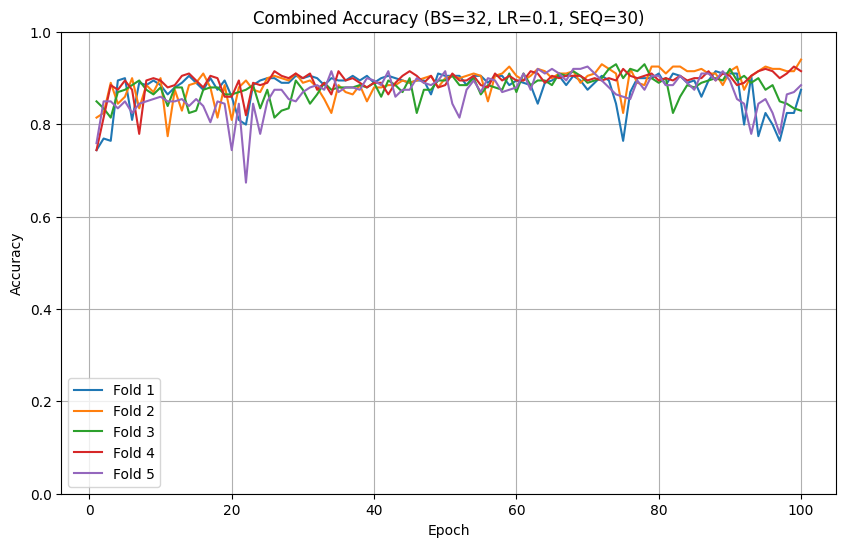 Combined Accuracy (BS=32, LR=0.1, SEQ=30)
1.0
0.8
0.6
0.4
0.2
0.0
Accuracy
Fold 1
Fold 2
Fold 3
Fold 4
Fold 5
0 20 40 60 80 100
Epoch